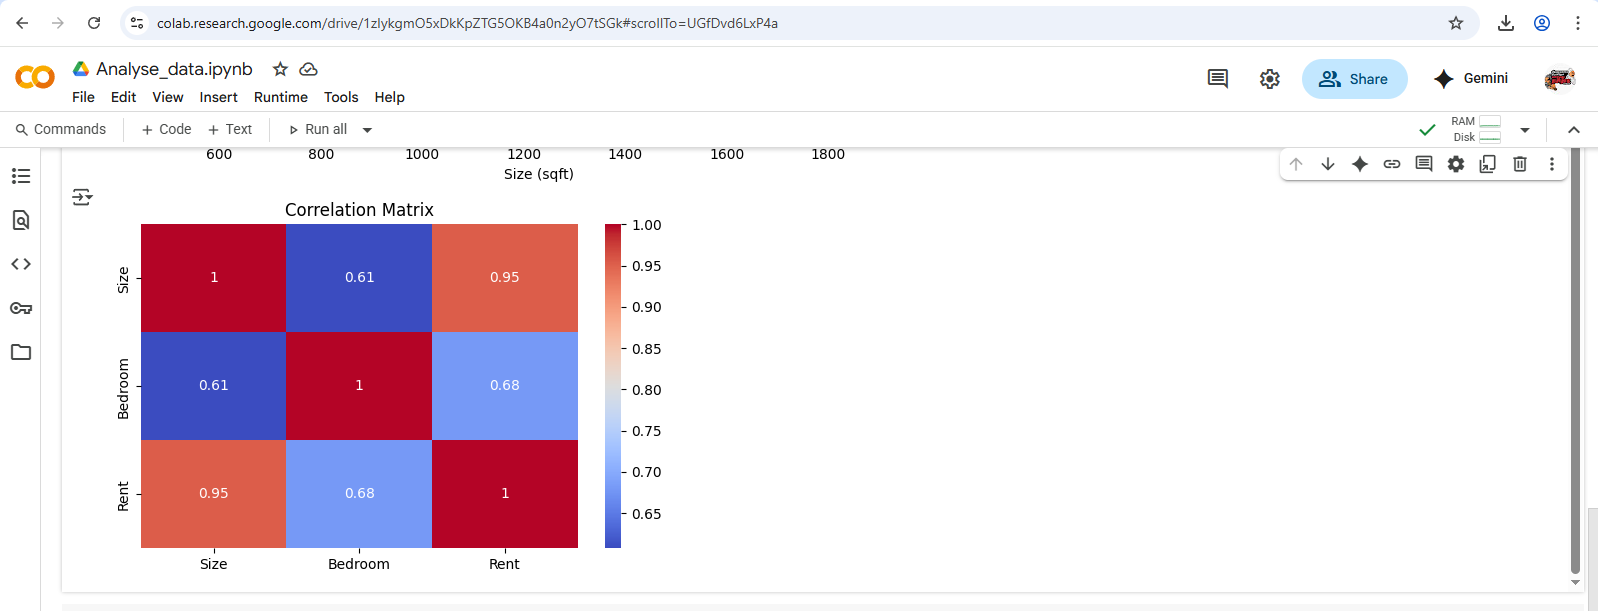 colab.research.google.com/drive/1zIykgmO5xDkKpZTG5OKB4a0n2yO7tSGk#scrollTo=UGfDvd6LxP4a
Analyse_data.ipynb
File Edit View Insert Runtime Tools Help
Share
Gemini
Commands + Code + Text Run all
RAM
Disk
600 800 1000 1200 1400 1600 1800
Size (sqft)
Correlation Matrix
Size 1 0.61 0.95
Bedroom 0.61 1 0.68
Rent 0.95 0.68 1
Size Bedroom Rent
1.00
0.95
0.90
0.85
0.80
0.75
0.70
0.65